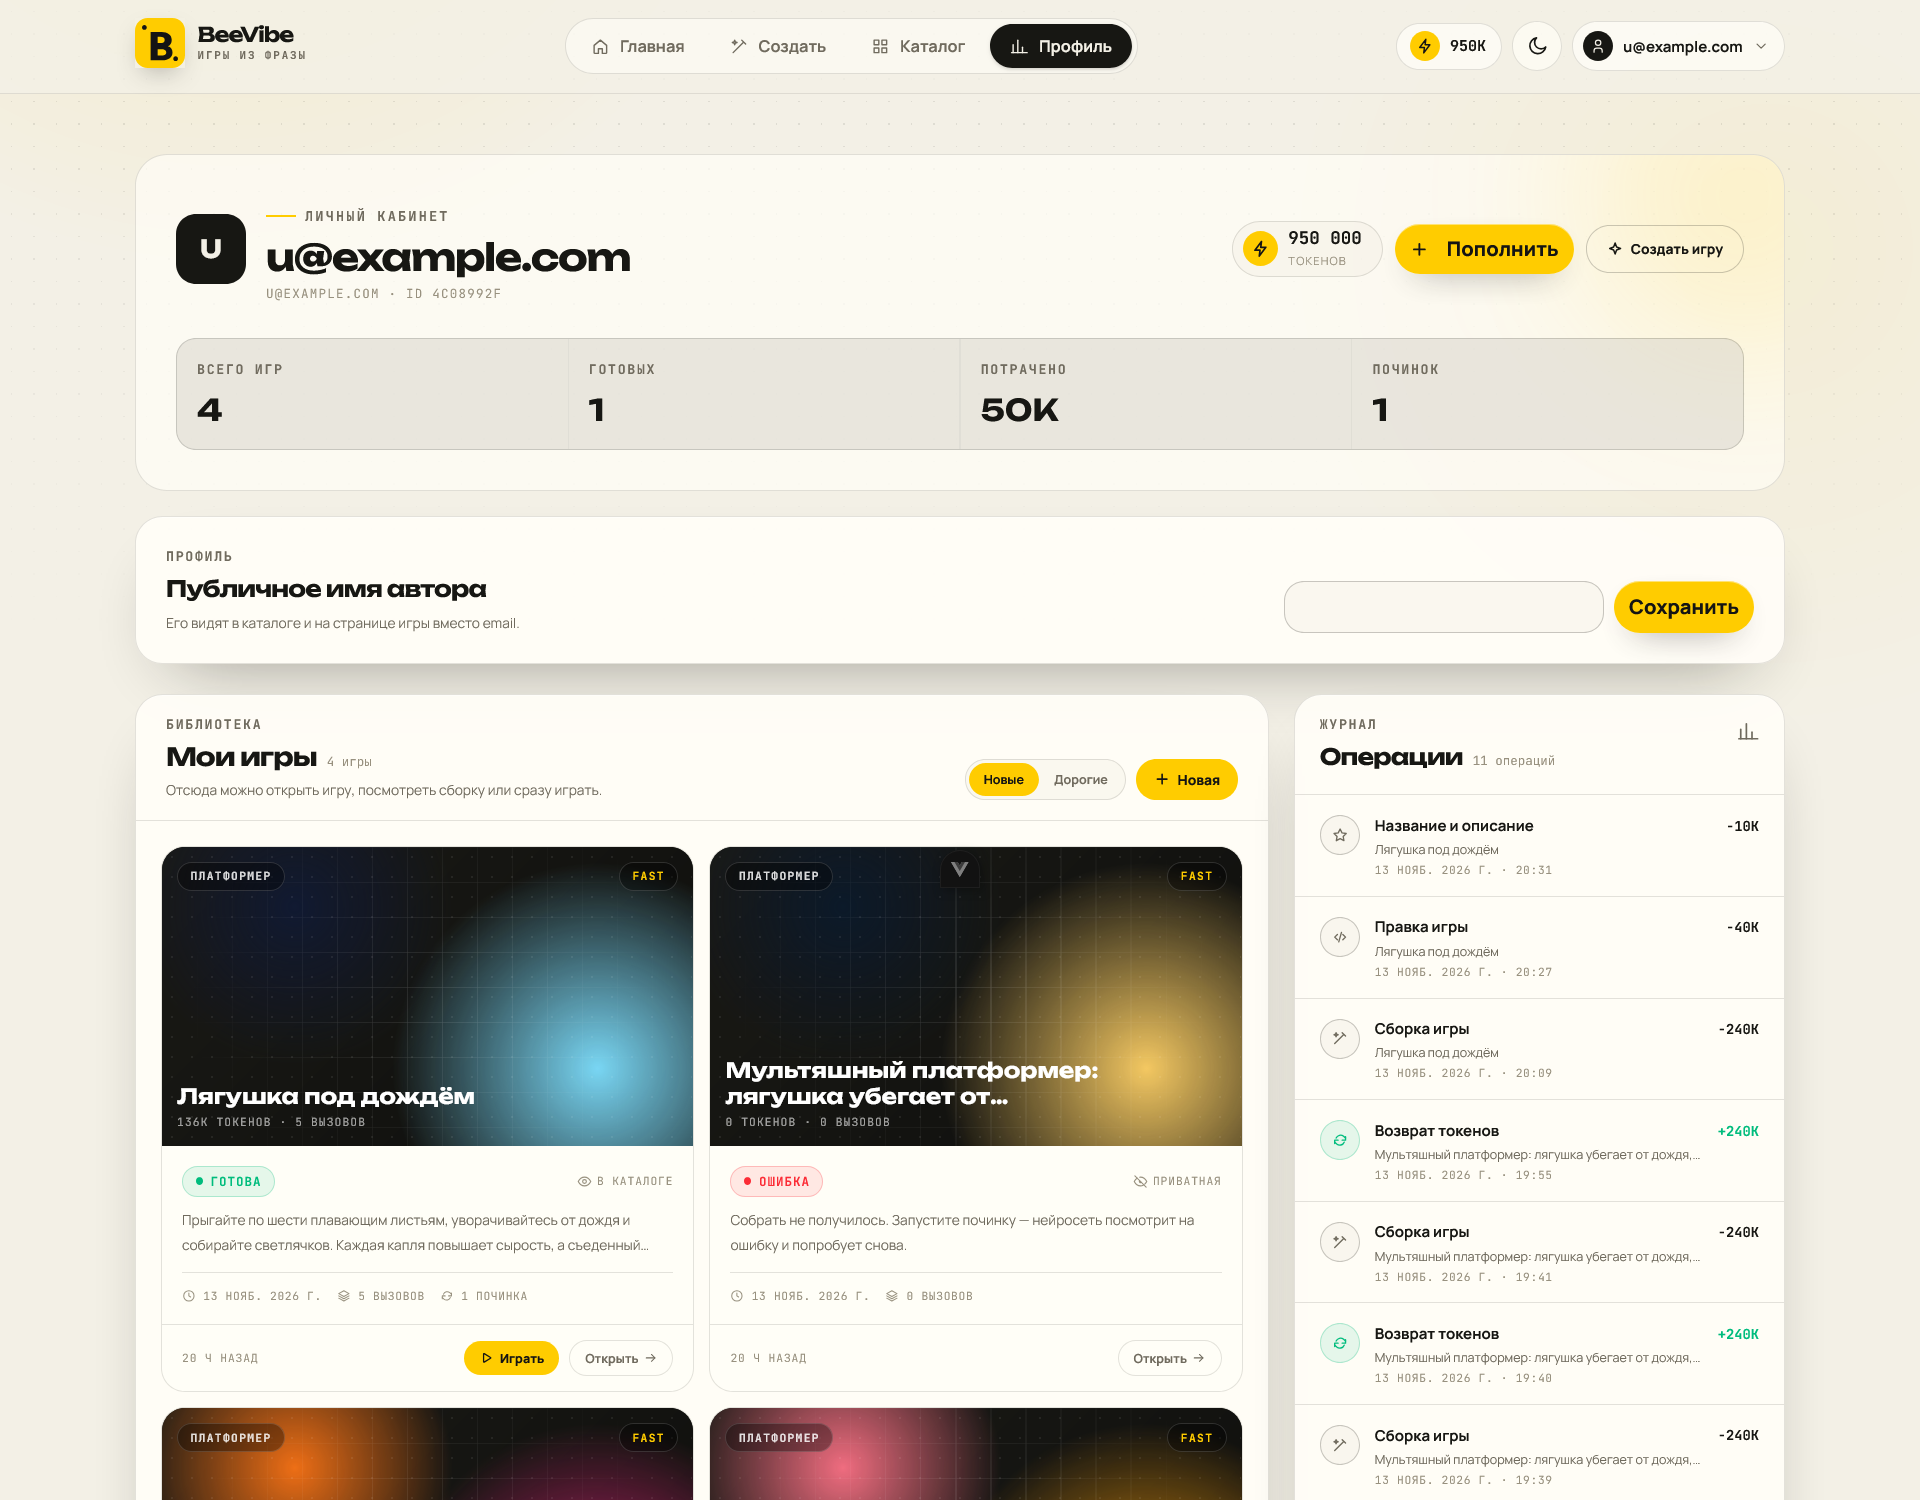 B.
BeeVibe
ИГРЫ ИЗ ФРАЗЫ
Главная
Создать
Каталог
Профиль
950K
u@example.com
U
ЛИЧНЫЙ КАБИНЕТ
u@example.com
U@EXAMPLE.COM · ID 4C08992F
950 000
ТОКЕНОВ
Пополнить
Создать игру
ВСЕГО ИГР
4
ГОТОВЫХ
1
ПОТРАЧЕНО
50K
ПОЧИНОК
1
ПРОФИЛЬ
Публичное имя автора
Его видят в каталоге и на странице игры вместо email.
Сохранить
БИБЛИОТЕКА
Мои игры 4 игры
Отсюда можно открыть игру, посмотреть сборку или сразу играть.
Новые
Дорогие
Новая
ПЛАТФОРМЕР
FAST
Лягушка под дождём
136K ТОКЕНОВ · 5 ВЫЗОВОВ
ГОТОВА
В КАТАЛОГЕ
Прыгайте по шести плавающим листьям, уворачивайтесь от дождя и
собирайте светлячков. Каждая капля повышает сырость, а съеденный…
13 НОЯБ. 2026 Г.
5 ВЫЗОВОВ
1 ПОЧИНКА
20 Ч НАЗАД
Играть
Открыть
ПЛАТФОРМЕР
FAST
Мультяшный платформер:
лягушка убегает от…
0 ТОКЕНОВ · 0 ВЫЗОВОВ
ОШИБКА
ПРИВАТНАЯ
Собрать не получилось. Запустите починку — нейросеть посмотрит на
ошибку и попробует снова.
13 НОЯБ. 2026 Г.
0 ВЫЗОВОВ
20 Ч НАЗАД
Открыть
ПЛАТФОРМЕР
FAST
ПЛАТФОРМЕР
FAST
ЖУРНАЛ
Операции 11 операций
Название и описание
-10K
Лягушка под дождём
13 НОЯБ. 2026 Г. · 20:31
Правка игры
-40K
Лягушка под дождём
13 НОЯБ. 2026 Г. · 20:27
Сборка игры
-240K
Лягушка под дождём
13 НОЯБ. 2026 Г. · 20:09
Возврат токенов
+240K
Мультяшный платформер: лягушка убегает от дождя,…
13 НОЯБ. 2026 Г. · 19:55
Сборка игры
-240K
Мультяшный платформер: лягушка убегает от дождя,…
13 НОЯБ. 2026 Г. · 19:41
Возврат токенов
+240K
Мультяшный платформер: лягушка убегает от дождя,…
13 НОЯБ. 2026 Г. · 19:40
Сборка игры
-240K
Мультяшный платформер: лягушка убегает от дождя,…
13 НОЯБ. 2026 Г. · 19:39